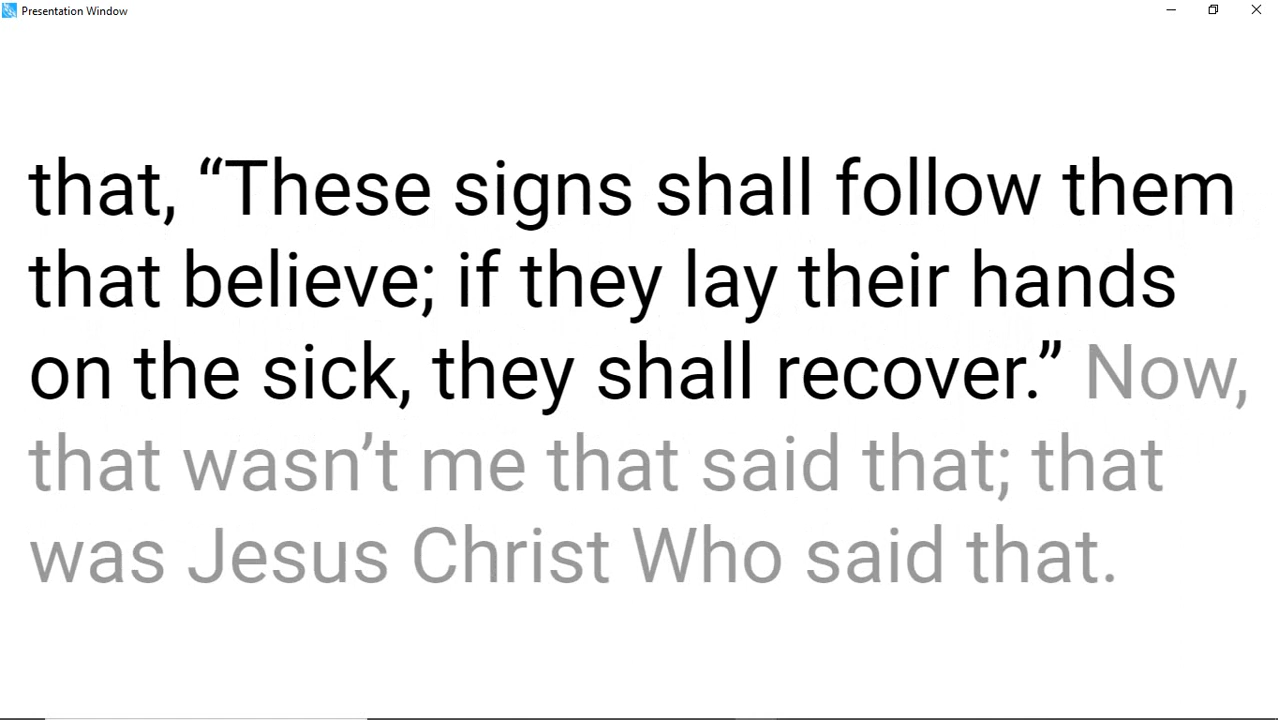 Presentation Window
that, “These signs shall follow them
that believe; if they lay their hands
on the sick, they shall recover.” Now,
that wasn’t me that said that; that
was Jesus Christ Who said that.